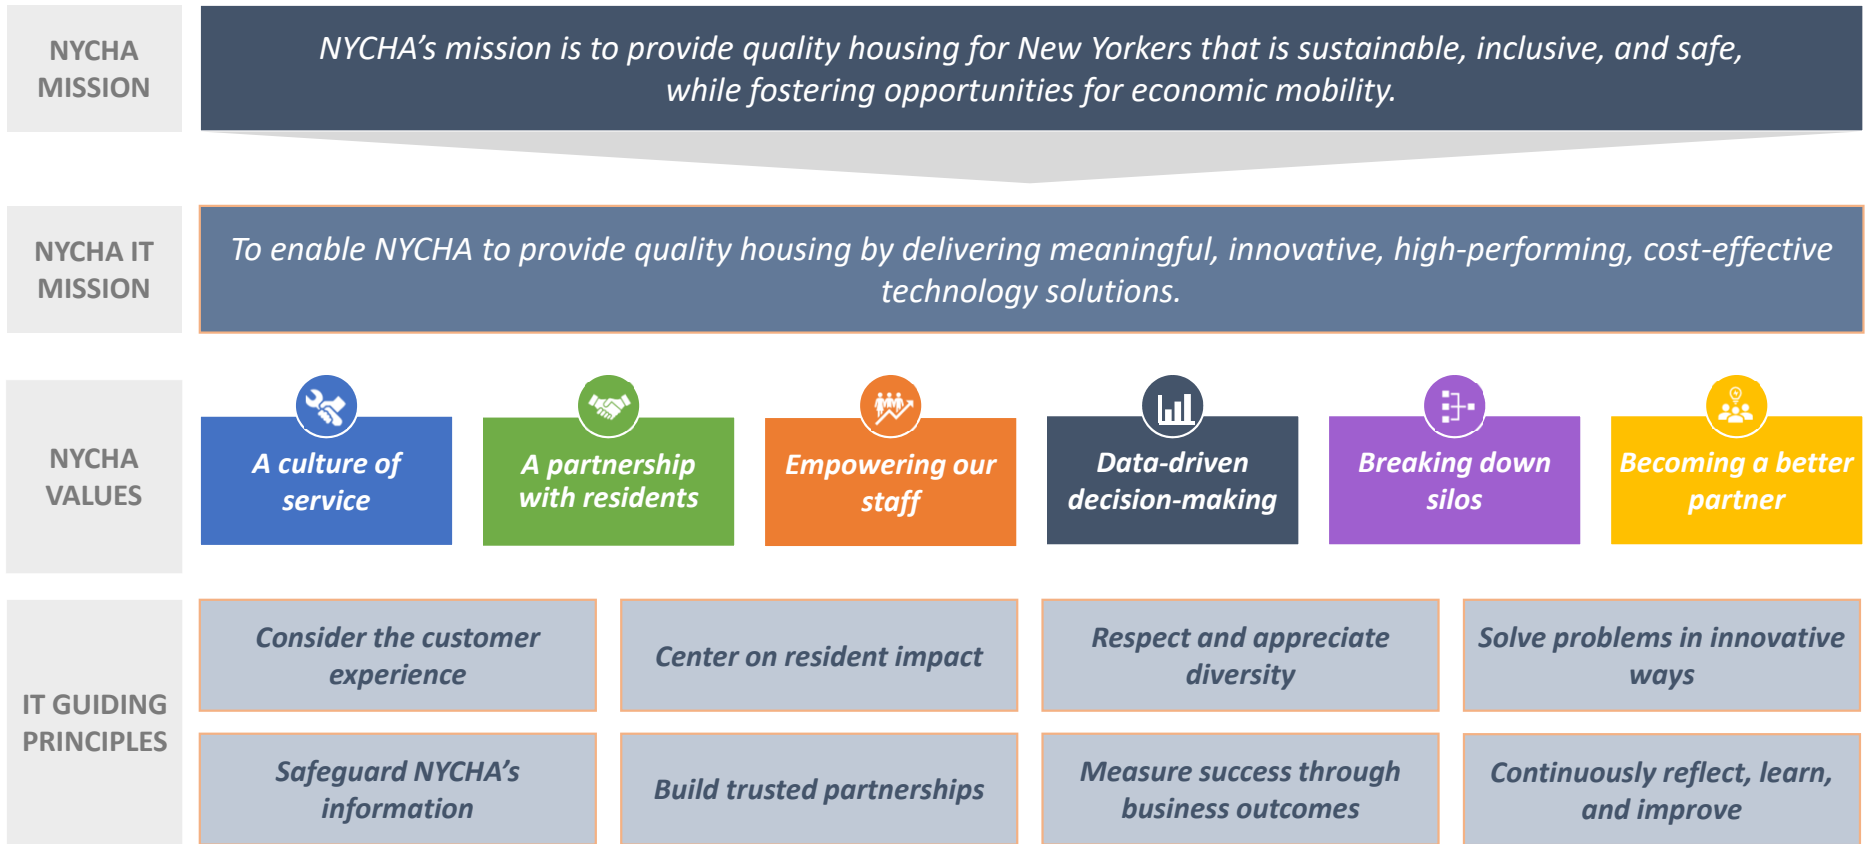 NYCHA
MISSION
NYCHA’s mission is to provide quality housing for New Yorkers that is sustainable, inclusive, and safe,
while fostering opportunities for economic mobility.
NYCHA IT
MISSION
To enable NYCHA to provide quality housing by delivering meaningful, innovative, high-performing, cost-effective
technology solutions.
NYCHA
VALUES
A culture of
service
A partnership
with residents
Empowering our
staff
Data-driven
decision-making
Breaking down
silos
Becoming a better
partner
IT GUIDING
PRINCIPLES
Consider the customer
experience
Center on resident impact
Respect and appreciate
diversity
Solve problems in innovative
ways
Safeguard NYCHA’s
information
Build trusted partnerships
Measure success through
business outcomes
Continuously reflect, learn,
and improve